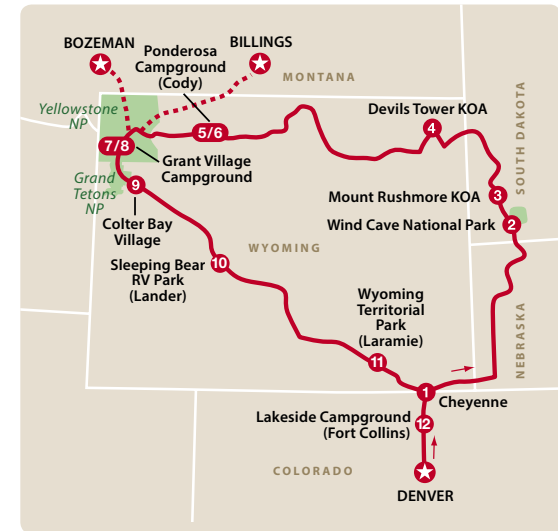 BOZEMAN
Ponderosa
Campground
(Cody)
BILLINGS
MONTANA
Yellowstone
NP
5/6
Devils Tower KOA
4
SOUTH DAKOTA
7/8
Grant Village
Campground
Grand
Tetons
NP
9
Colter Bay
Village
3
Mount Rushmore KOA
2
Wind Cave National Park
WYOMING
Sleeping Bear
RV Park
(Lander)
10
Wyoming
Territorial
Park
(Laramie)
11
NEBRASKA
1
Cheyenne
Lakeside Campground
(Fort Collins)
12
COLORADO
DENVER